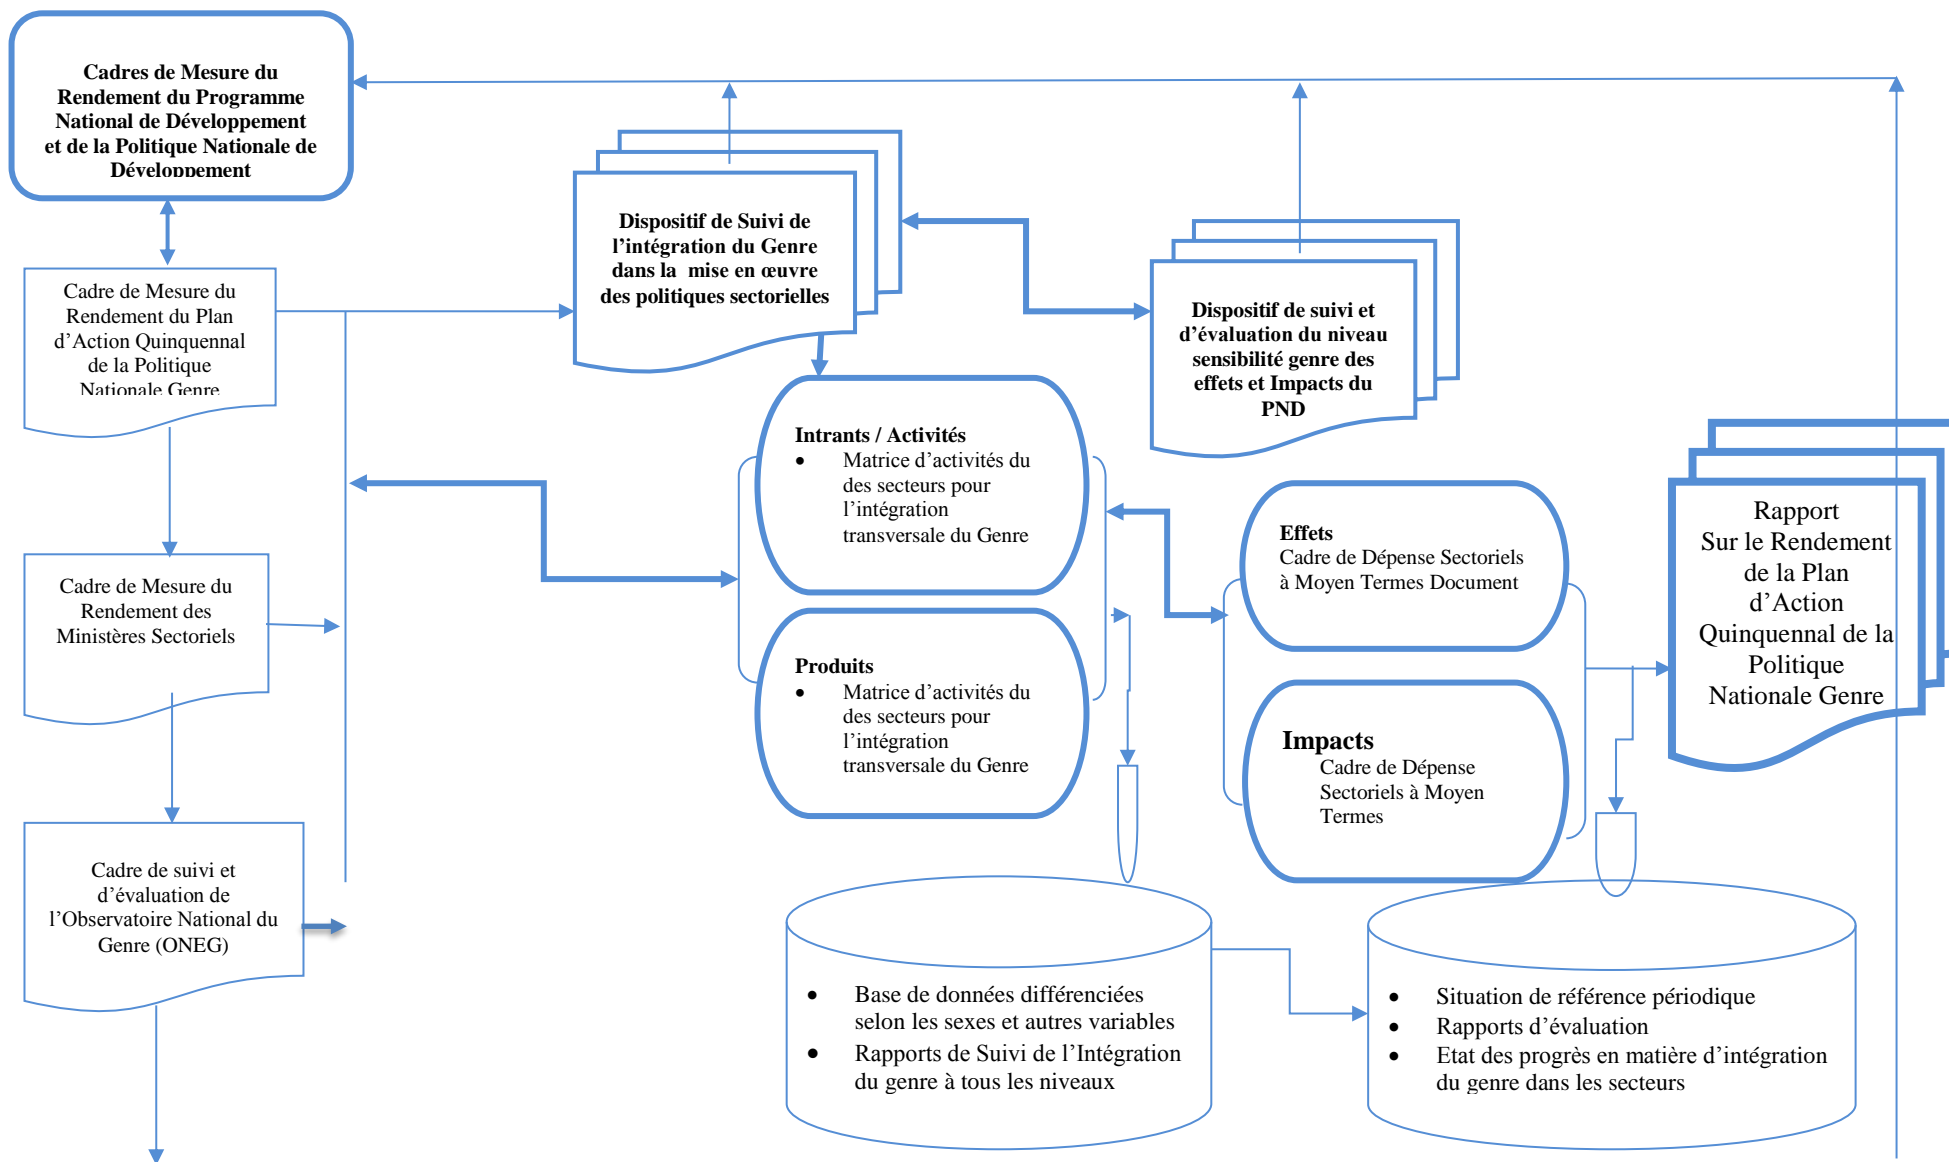 Cadres de Mesure du
Rendement du Programme
National de Développement
et de la Politique Nationale de
Développement
Cadre de Mesure du
Rendement du Plan
d’Action Quinquennal
de la Politique
Nationale Genre
Cadre de Mesure du
Rendement des
Ministères Sectoriels
Cadre de suivi et
d’évaluation de
l’Observatoire National du
Genre (ONEG)
Dispositif de Suivi de
l’intégration du Genre
dans la mise en œuvre
des politiques sectorielles
Dispositif de suivi et
d’évaluation du niveau
sensibilité genre des
effets et Impacts du
PND
Intrants / Activités
• Matrice d’activités du
des secteurs pour
l’intégration
transversale du Genre
Produits
• Matrice d’activités du
des secteurs pour
l’intégration
transversale du Genre
Effets
Cadre de Dépense Sectoriels
à Moyen Termes Document
Impacts
Cadre de Dépense
Sectoriels à Moyen
Termes
Rapport
Sur le Rendement
de la Plan
d’Action
Quinquennal de la
Politique
Nationale Genre
• Base de données différenciées
selon les sexes et autres variables
• Rapports de Suivi de l’Intégration
du genre à tous les niveaux
• Situation de référence périodique
• Rapports d’évaluation
• Etat des progrès en matière d’intégration
du genre dans les secteurs